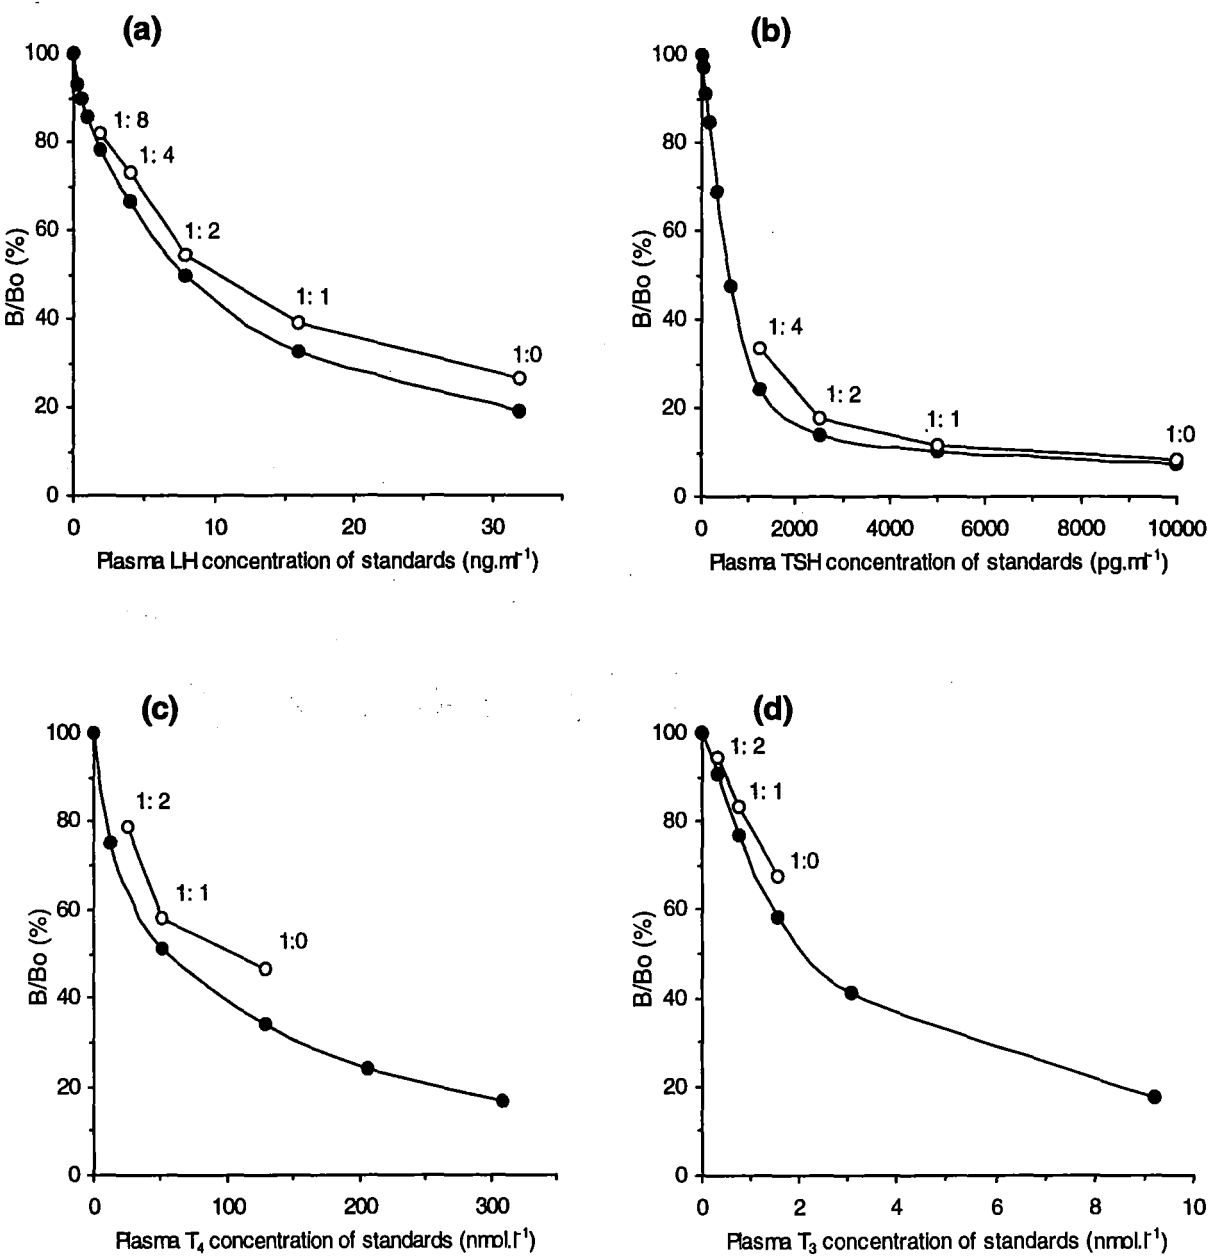 (a)
100
80
60
40
20
0
B/Bo (%)
1: 8
1: 4
1: 2
1: 1
1:0
0 10 20 30
Plasma LH concentration of standards (ng.ml⁻¹)
(b)
100
80
60
40
20
0
B/Bo (%)
1: 4
1: 2
1: 1
1:0
0 2000 4000 6000 8000 10000
Plasma TSH concentration of standards (pg.ml⁻¹)
(c)
100
80
60
40
20
0
B/Bo (%)
1: 2
1: 1
1:0
0 100 200 300
Plasma T₄ concentration of standards (nmol.l⁻¹)
(d)
100
80
60
40
20
0
B/Bo (%)
1: 2
1: 1
1:0
0 2 4 6 8 10
Plasma T₃ concentration of standards (nmol.l⁻¹)